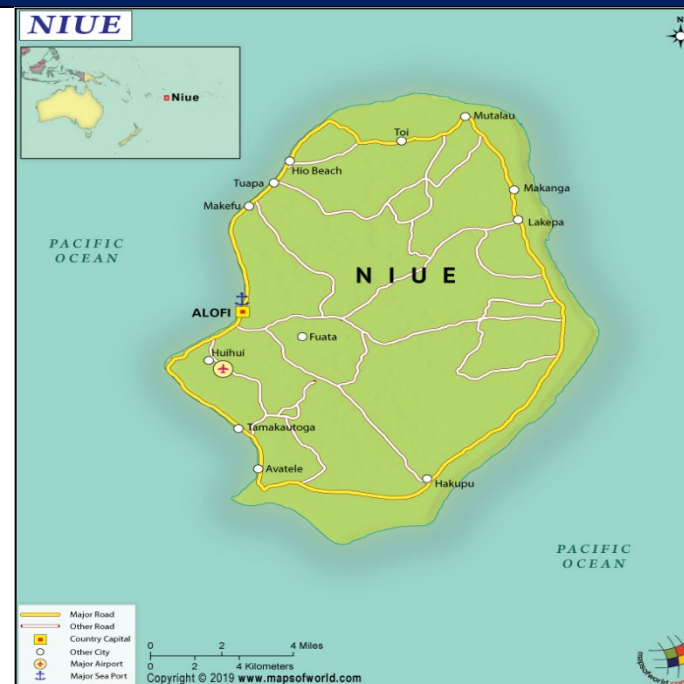 NIUE
N
Niue
Mutalau
Toi
Hio Beach
Tuapa
Makanga
Makefu
Lakepa
PACIFIC
OCEAN
NIUE
ALOFI
Fuata
Huihui
Tamakautoga
Avatele
Hakupu
PACIFIC
OCEAN
Major Road
Other Road
Country Capital
Other City
Major Airport
Major Sea Port
0 2 4 Miles
0 2 4 Kilometers
Copyright © 2019 www.mapsofworld.com
mapsofworld.com